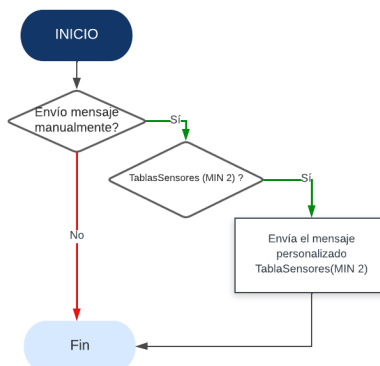 INICIO
Envío mensaje
manualmente?
Sí
TablasSensores (MIN 2) ?
Sí
No
Envía el mensaje
personalizado
TablaSensores(MIN 2)
Fin